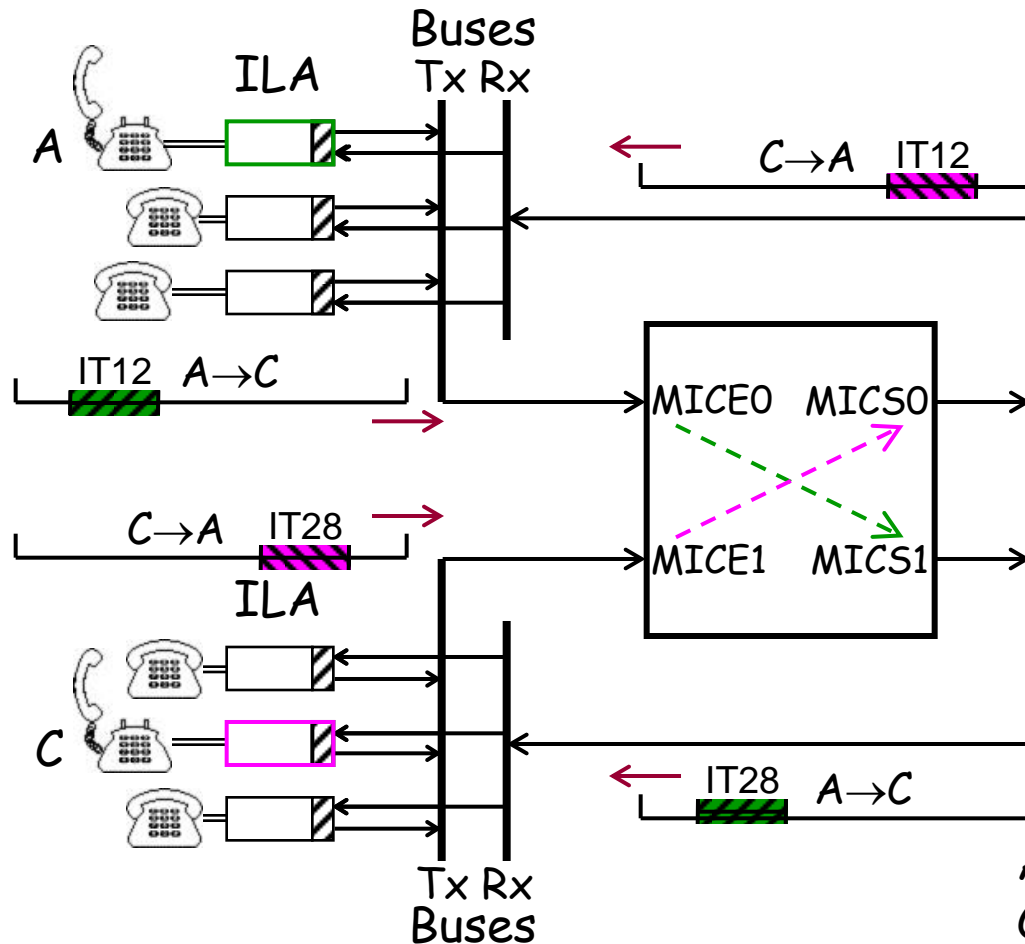 Buses
Tx Rx
ILA
A
C→A
IT12
IT12
A→C
MICE0
MICS0
C→A
IT28
MICE1
MICS1
ILA
C
IT28
A→C
Tx Rx
Buses